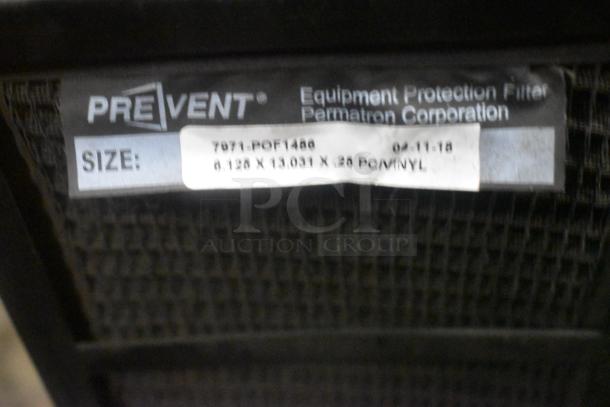 PREVENT®
Equipment Protection Filter
Permatron Corporation
SIZE:
7971-POF1486 04-11-18
6.125 X 13.031 X .25 PC/VINYL
PCI
AUCTION GROUP